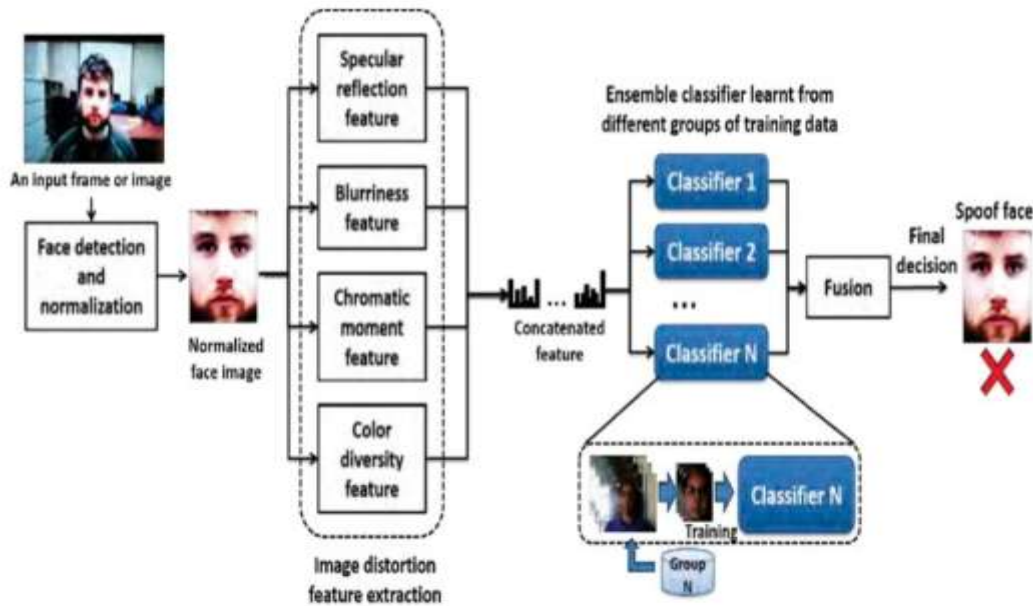 An input frame or image
Face detection
and
normalization
Normalized
face image
Specular
reflection
feature
Blurriness
feature
Chromatic
moment
feature
Color
diversity
feature
Image distortion
feature extraction
Concatenated
feature
...
Ensemble classifier learnt from
different groups of training data
Classifier 1
Classifier 2
...
Classifier N
Training
Classifier N
Group
N
Fusion
Final
decision
Spoof face